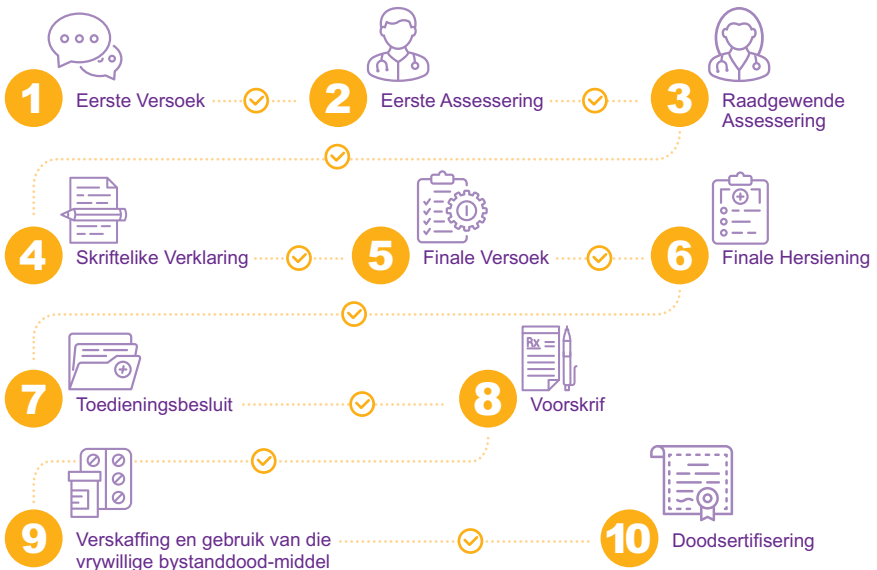 1 Eerste Versoek
2 Eerste Assessering
3 Raadgewende
Assessering
4 Skriftelike Verklaring
5 Finale Versoek
6 Finale Hersiening
7 Toedieningsbesluit
Rx
8 Voorskrif
9 Verskaffing en gebruik van die
vrywillige bystanddood-middel
10 Doodsertifisering